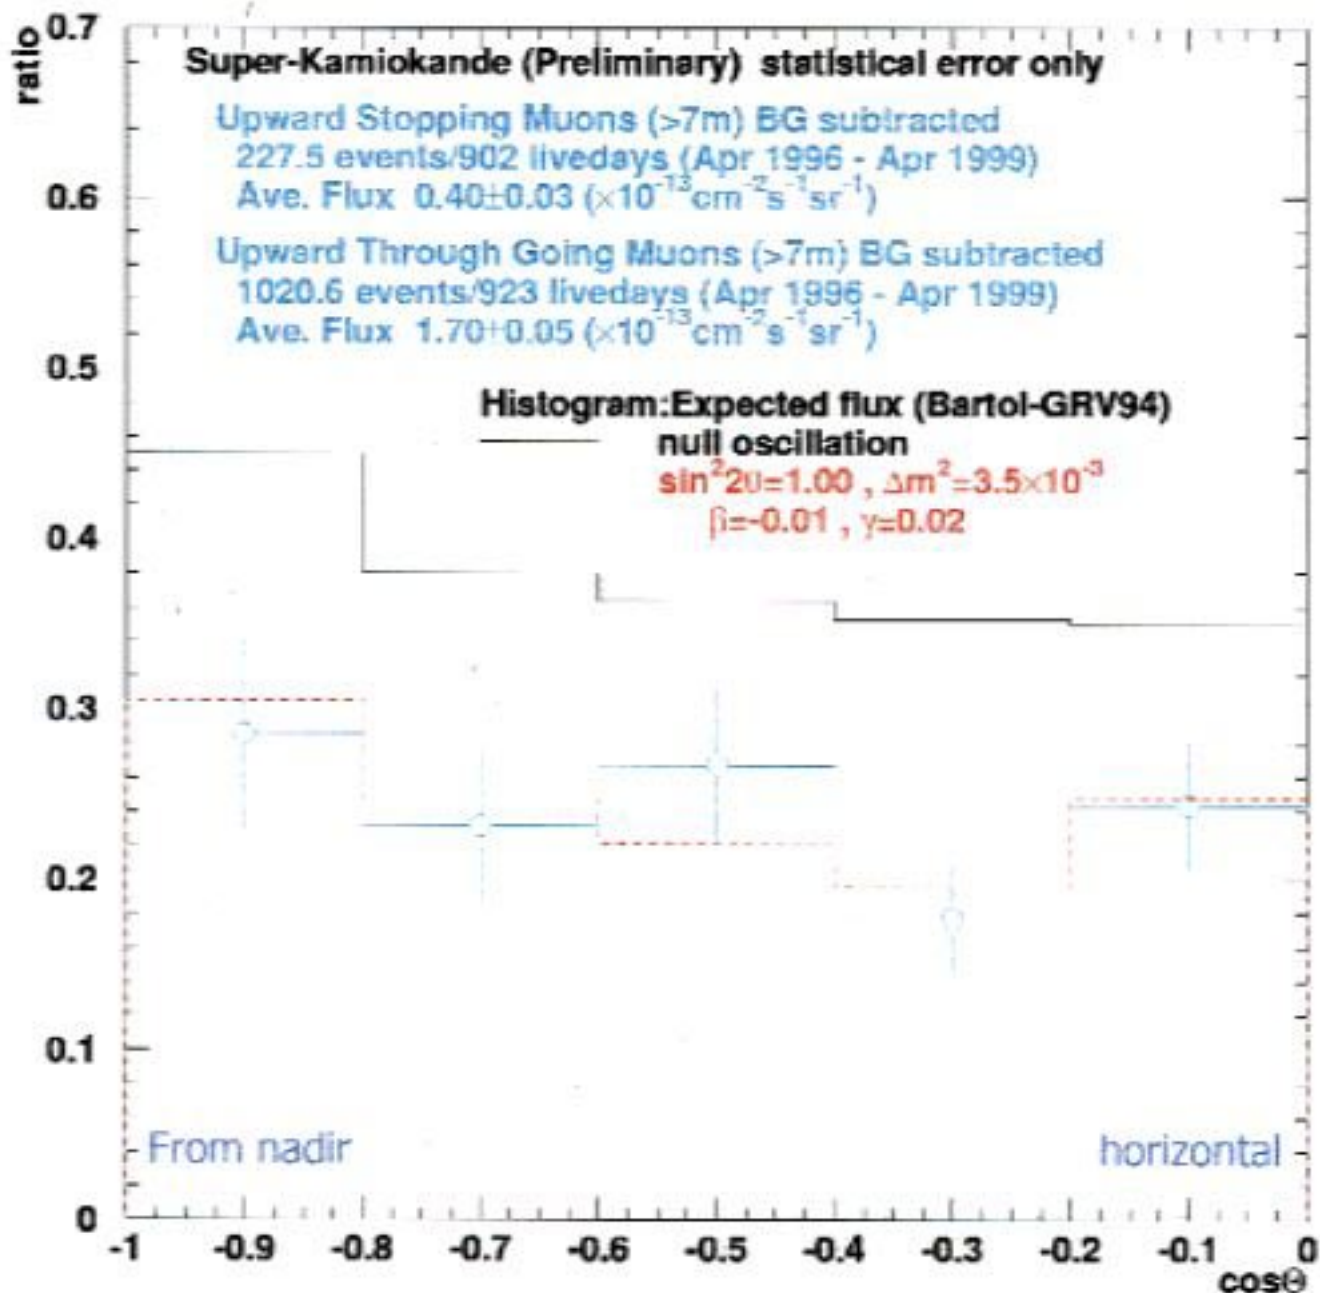 ratio
0.7
0.6
0.5
0.4
0.3
0.2
0.1
0
Super-Kamiokande (Preliminary) statistical error only
Upward Stopping Muons (>7m) BG subtracted
227.5 events/902 livedays (Apr 1996 - Apr 1999)
Ave. Flux 0.40±0.03 (×10⁻¹³cm⁻²s⁻¹sr⁻¹)
Upward Through Going Muons (>7m) BG subtracted
1020.6 events/923 livedays (Apr 1996 - Apr 1999)
Ave. Flux 1.70±0.05 (×10⁻¹³cm⁻²s⁻¹sr⁻¹)
Histogram:Expected flux (Bartol-GRV94)
null oscillation
sin²2θ=1.00 , Δm²=3.5×10⁻³
β=-0.01 , γ=0.02
From nadir
horizontal
-1 -0.9 -0.8 -0.7 -0.6 -0.5 -0.4 -0.3 -0.2 -0.1 0
cosΘ